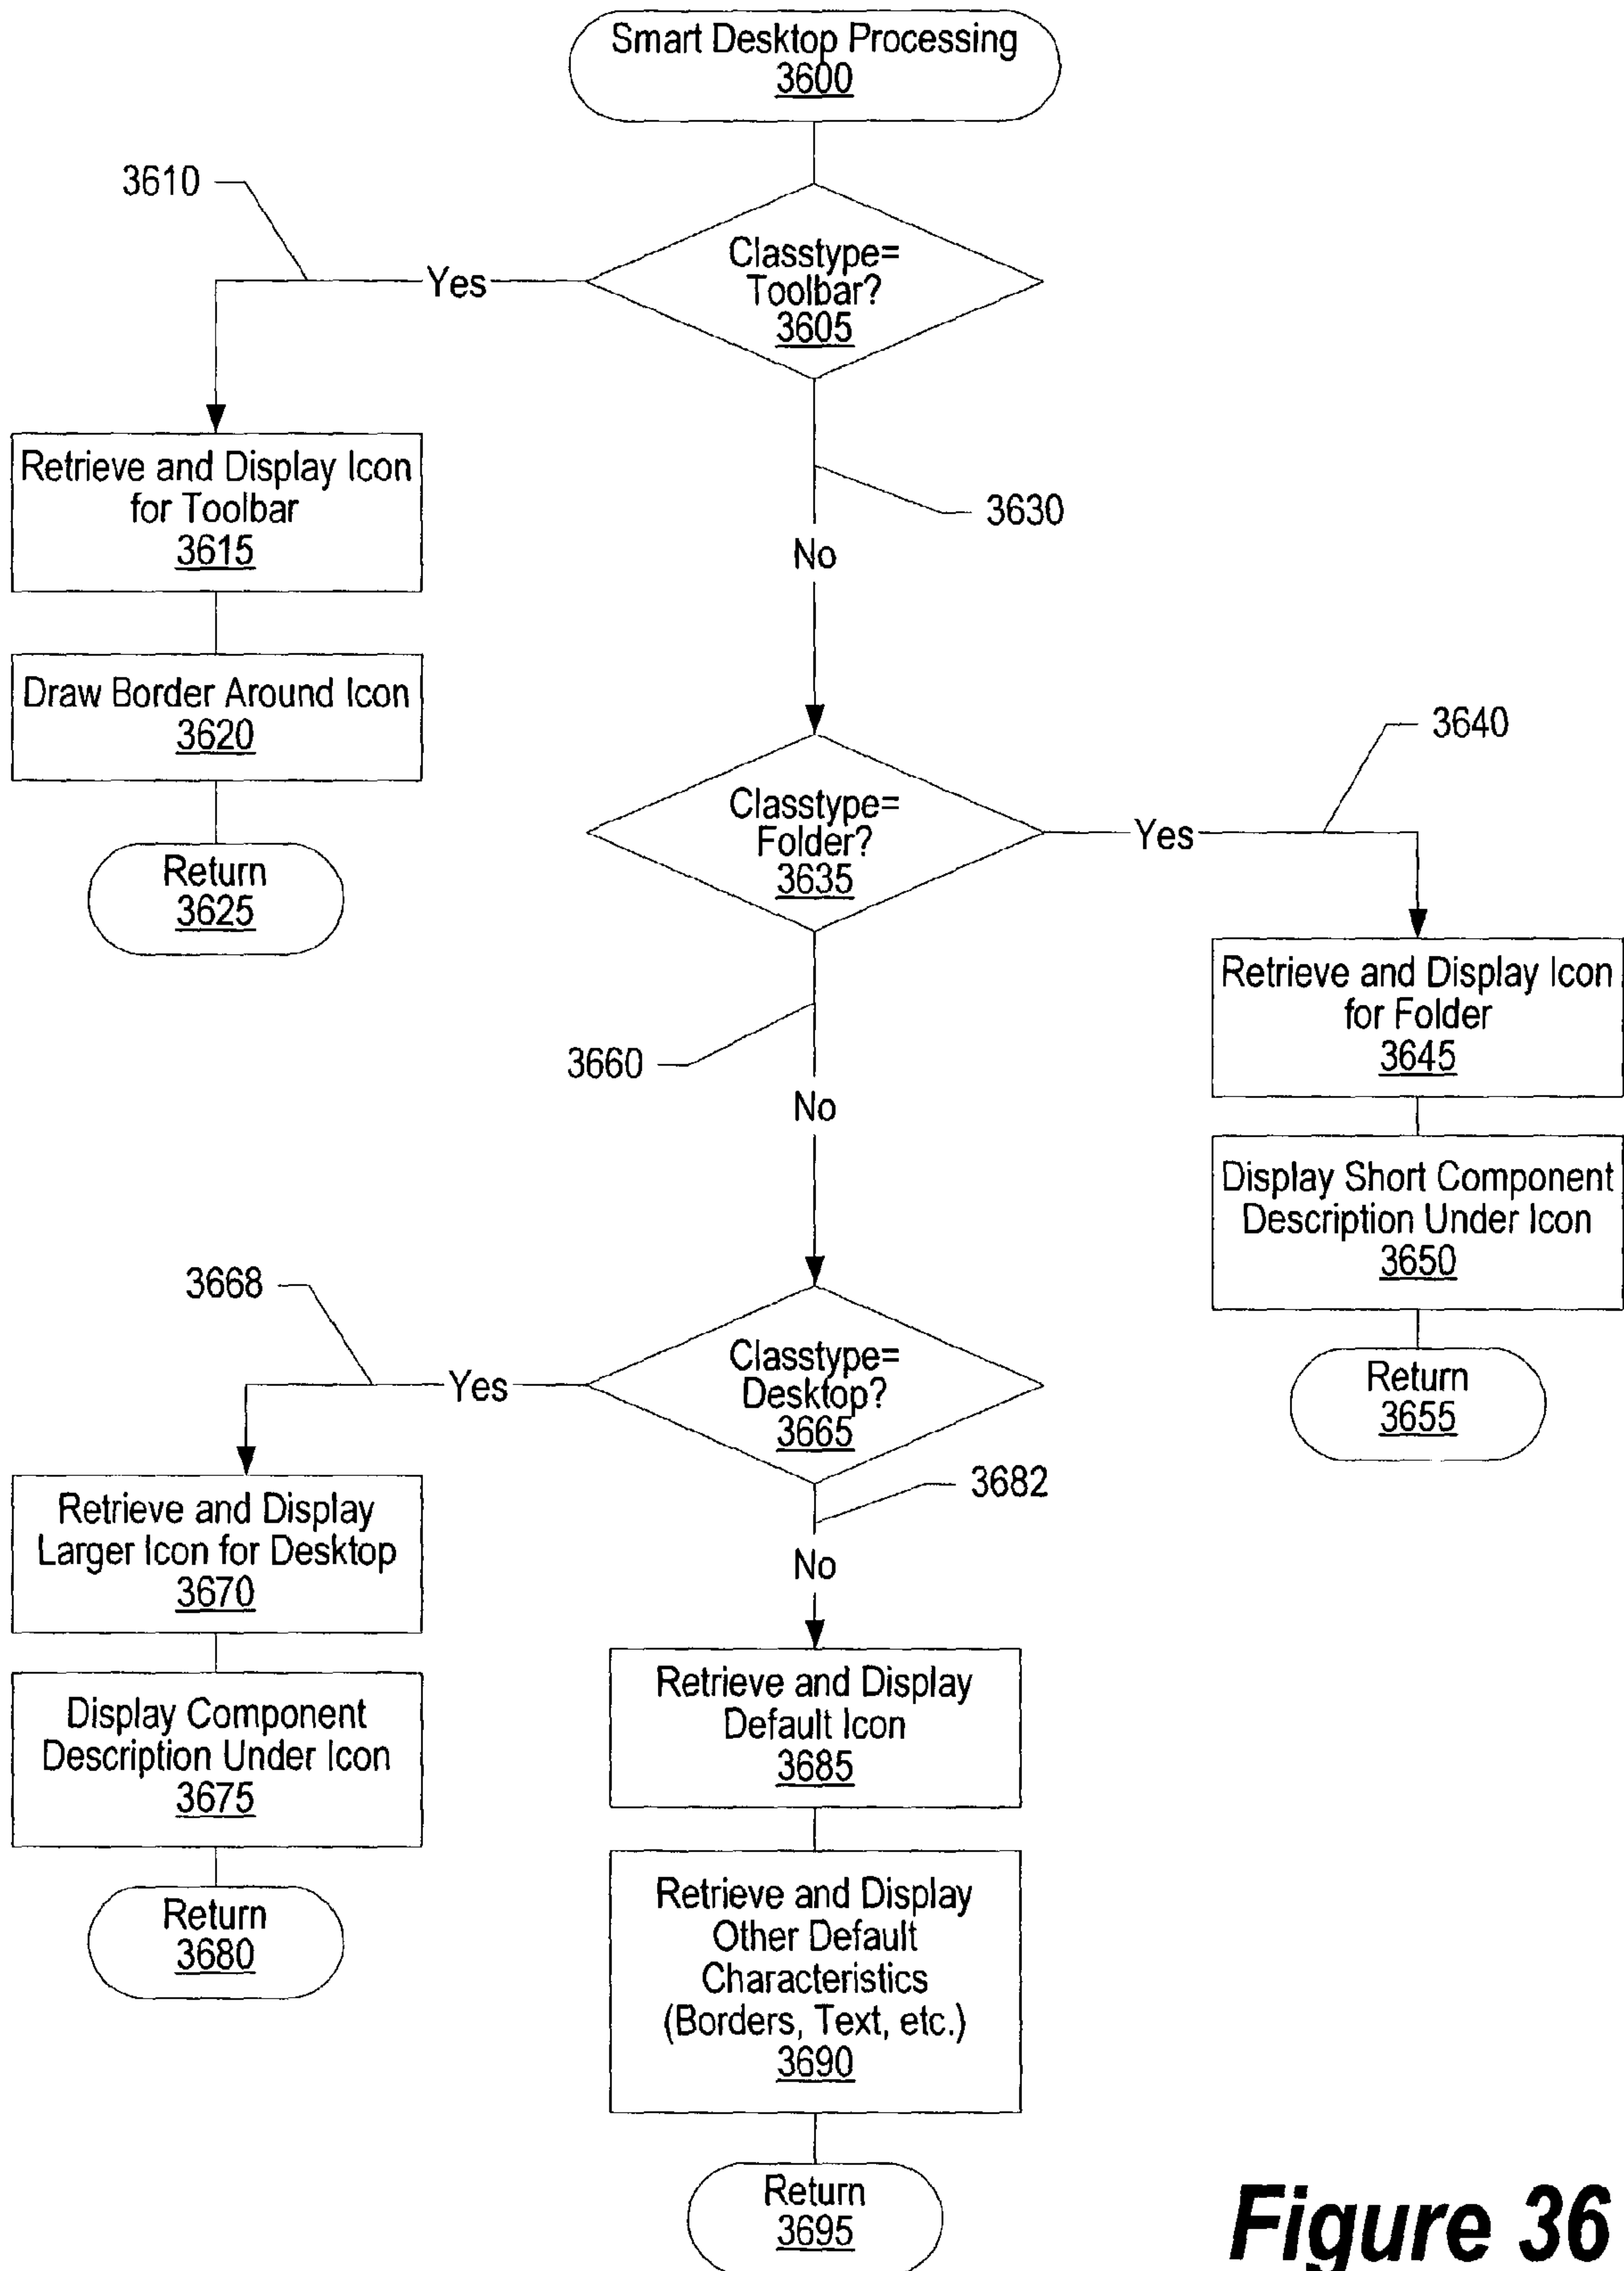 Smart Desktop Processing
3600
3610
Classtype=
Toolbar?
3605
Yes
Retrieve and Display Icon
for Toolbar
3615
3630
No
Draw Border Around Icon
3620
Return
3625
Classtype=
Folder?
3635
3640
Yes
Retrieve and Display Icon
for Folder
3645
Display Short Component
Description Under Icon
3650
Return
3655
3660
No
Classtype=
Desktop?
3665
3668
Yes
Retrieve and Display
Larger Icon for Desktop
3670
Display Component
Description Under Icon
3675
Return
3680
3682
No
Retrieve and Display
Default Icon
3685
Retrieve and Display
Other Default
Characteristics
(Borders, Text, etc.)
3690
Return
3695
Figure 36